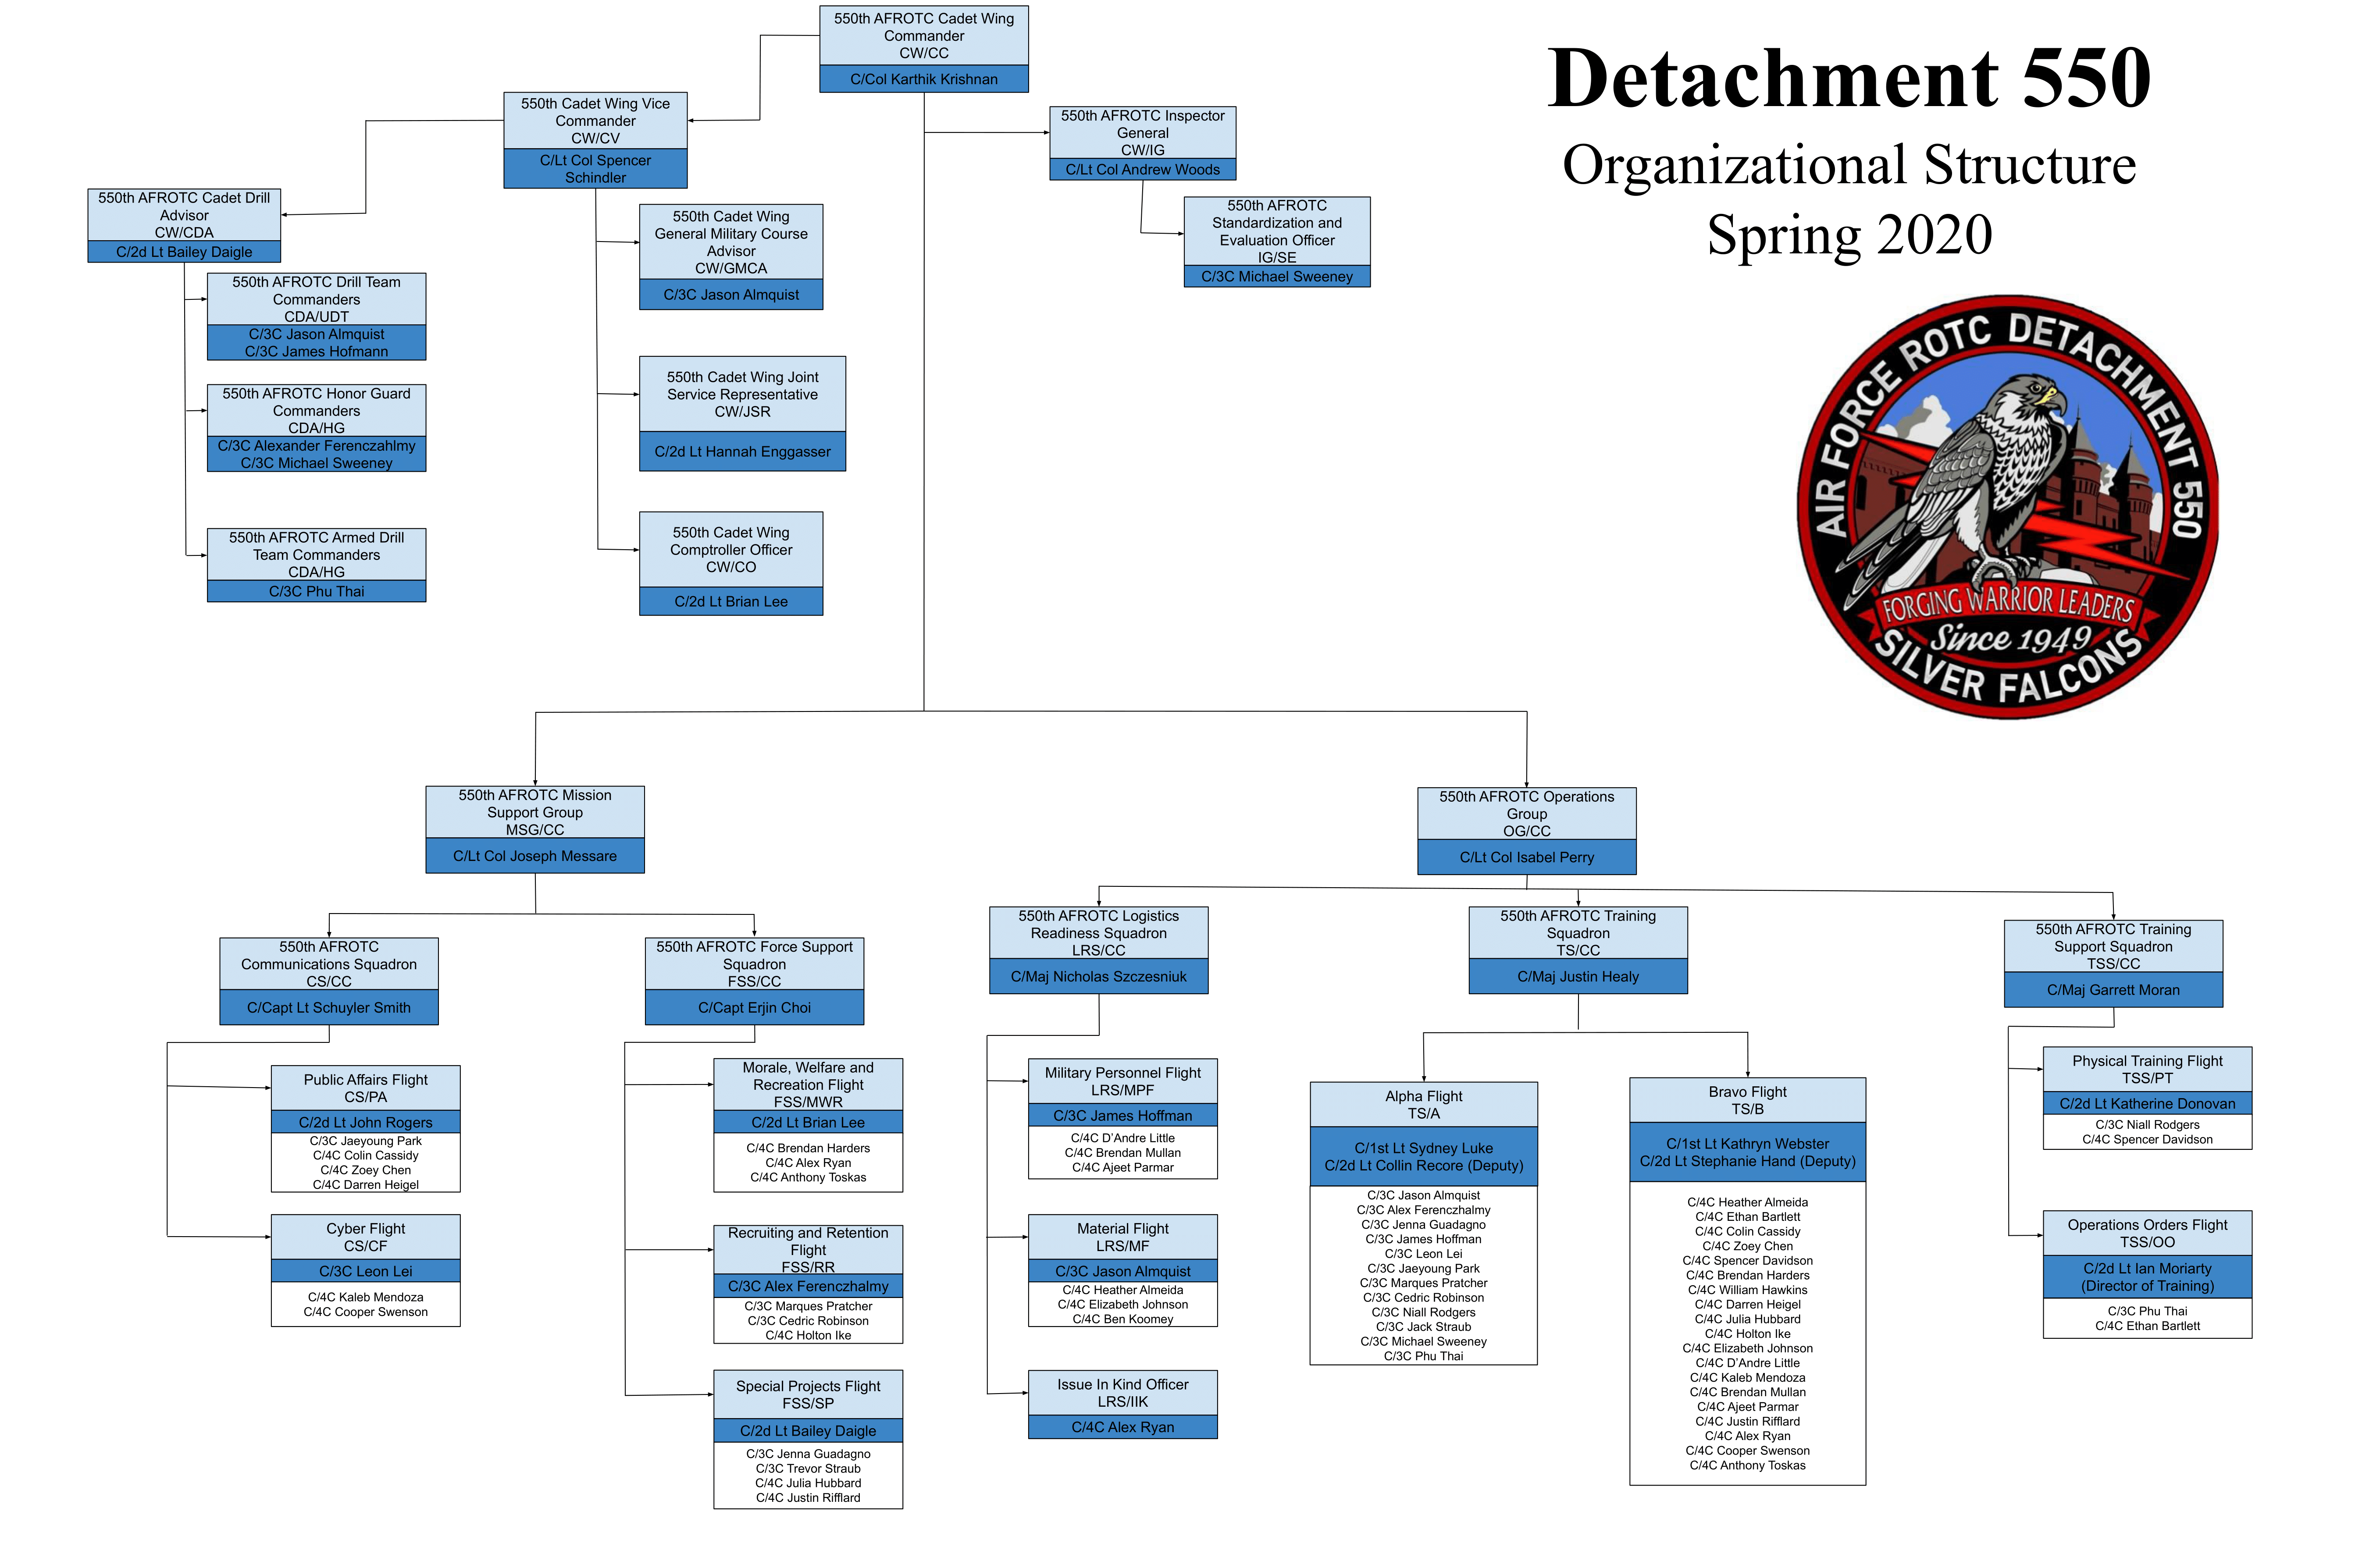 550th AFROTC Cadet Wing
Commander
CW/CC
C/Col Karthik Krishnan
Detachment 550
Organizational Structure
Spring 2020
550th Cadet Wing Vice
Commander
CW/CV
C/Lt Col Spencer
Schindler
550th AFROTC Inspector
General
CW/IG
C/Lt Col Andrew Woods
550th AFROTC Cadet Drill
Advisor
CW/CDA
C/2d Lt Bailey Daigle
550th AFROTC
Standardization and
Evaluation Officer
IG/SE
C/3C Michael Sweeney
550th Cadet Wing
General Military Course
Advisor
CW/GMCA
C/3C Jason Almquist
550th AFROTC Drill Team
Commanders
CDA/UDT
C/3C Jason Almquist
C/3C James Hofmann
550th AFROTC Honor Guard
Commanders
CDA/HG
C/3C Alexander Ferenczahlmy
C/3C Michael Sweeney
550th Cadet Wing Joint
Service Representative
CW/JSR
C/2d Lt Hannah Enggasser
550th AFROTC Armed Drill
Team Commanders
CDA/HG
C/3C Phu Thai
550th Cadet Wing
Comptroller Officer
CW/CO
C/2d Lt Brian Lee
AIR FORCE ROTC DETACHMENT 550
FORGING WARRIOR LEADERS
Since 1949
SILVER FALCONS
550th AFROTC Mission
Support Group
MSG/CC
C/Lt Col Joseph Messare
550th AFROTC Operations
Group
OG/CC
C/Lt Col Isabel Perry
550th AFROTC
Communications Squadron
CS/CC
C/Capt Lt Schuyler Smith
550th AFROTC Force Support
Squadron
FSS/CC
C/Capt Erjin Choi
550th AFROTC Logistics
Readiness Squadron
LRS/CC
C/Maj Nicholas Szczesniuk
550th AFROTC Training
Squadron
TS/CC
C/Maj Justin Healy
550th AFROTC Training
Support Squadron
TSS/CC
C/Maj Garrett Moran
Public Affairs Flight
CS/PA
C/2d Lt John Rogers
C/3C Jaeyoung Park
C/4C Colin Cassidy
C/4C Zoey Chen
C/4C Darren Heigel
Cyber Flight
CS/CF
C/3C Leon Lei
C/4C Kaleb Mendoza
C/4C Cooper Swenson
Morale, Welfare and
Recreation Flight
FSS/MWR
C/2d Lt Brian Lee
C/4C Brendan Harders
C/4C Alex Ryan
C/4C Anthony Toskas
Recruiting and Retention
Flight
FSS/RR
C/3C Alex Ferenczhalmy
C/3C Marques Pratcher
C/3C Cedric Robinson
C/4C Holton Ike
Special Projects Flight
FSS/SP
C/2d Lt Bailey Daigle
C/3C Jenna Guadagno
C/3C Trevor Straub
C/4C Julia Hubbard
C/4C Justin Rifflard
Military Personnel Flight
LRS/MPF
C/3C James Hoffman
C/4C D'Andre Little
C/4C Brendan Mullan
C/4C Ajeet Parmar
Material Flight
LRS/MF
C/3C Jason Almquist
C/4C Heather Almeida
C/4C Elizabeth Johnson
C/4C Ben Koomey
Issue In Kind Officer
LRS/IIK
C/4C Alex Ryan
Alpha Flight
TS/A
C/1st Lt Sydney Luke
C/2d Lt Collin Recore (Deputy)
C/3C Jason Almquist
C/3C Alex Ferenczhalmy
C/3C Jenna Guadagno
C/3C James Hoffman
C/3C Leon Lei
C/3C Jaeyoung Park
C/3C Marques Pratcher
C/3C Cedric Robinson
C/3C Niall Rodgers
C/3C Jack Straub
C/3C Michael Sweeney
C/3C Phu Thai
Bravo Flight
TS/B
C/1st Lt Kathryn Webster
C/2d Lt Stephanie Hand (Deputy)
C/4C Heather Almeida
C/4C Ethan Bartlett
C/4C Colin Cassidy
C/4C Zoey Chen
C/4C Spencer Davidson
C/4C Brendan Harders
C/4C William Hawkins
C/4C Darren Heigel
C/4C Julia Hubbard
C/4C Holton Ike
C/4C Elizabeth Johnson
C/4C D'Andre Little
C/4C Kaleb Mendoza
C/4C Brendan Mullan
C/4C Ajeet Parmar
C/4C Justin Rifflard
C/4C Alex Ryan
C/4C Cooper Swenson
C/4C Anthony Toskas
Physical Training Flight
TSS/PT
C/2d Lt Katherine Donovan
C/3C Niall Rodgers
C/4C Spencer Davidson
Operations Orders Flight
TSS/OO
C/2d Lt Ian Moriarty
(Director of Training)
C/3C Phu Thai
C/4C Ethan Bartlett